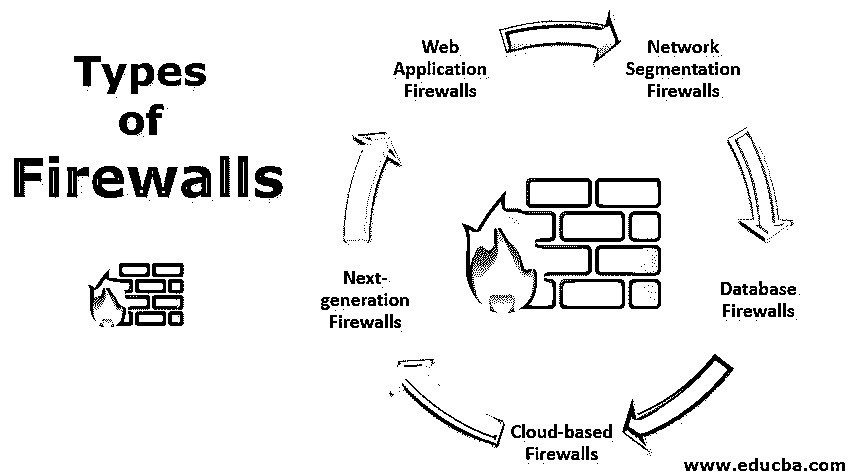 Types
of
Firewalls
Web
Application
Firewalls
Network
Segmentation
Firewalls
Database
Firewalls
Cloud-based
Firewalls
Next-
generation
Firewalls
www.educba.com